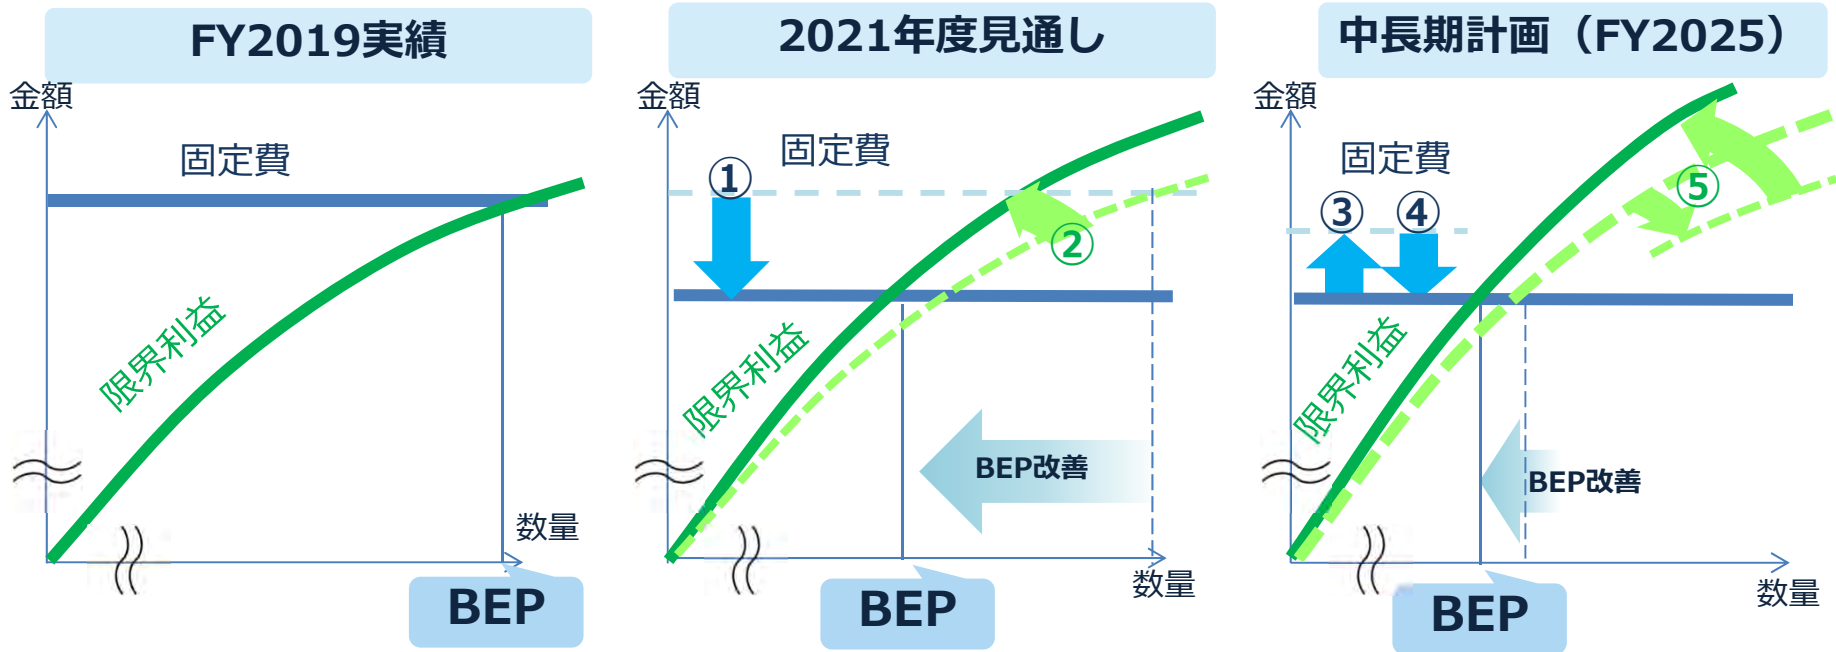 FY2019実績
金額
固定費
限界利益
数量
BEP
2021年度見通し
金額
固定費
①
②
限界利益
BEP改善
数量
BEP
中長期計画（FY2025）
金額
固定費
③
④
⑤
限界利益
BEP改善
数量
BEP